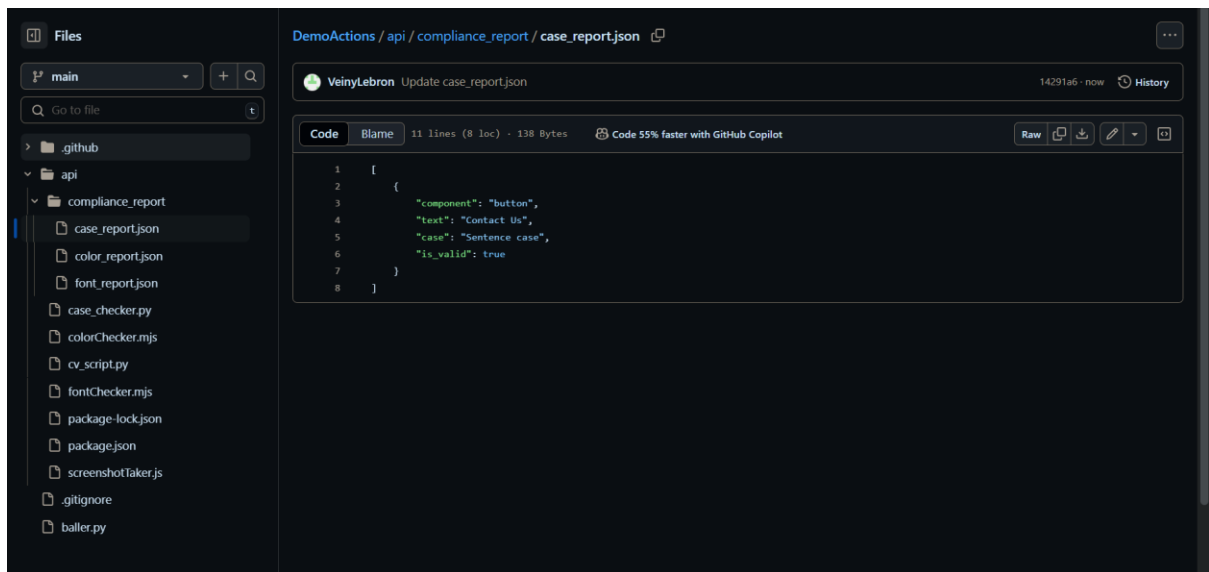 Files
main
Go to file
t
.github
api
compliance_report
case_report.json
color_report.json
font_report.json
case_checker.py
colorChecker.mjs
cv_script.py
fontChecker.mjs
package-lock.json
package.json
screenshotTaker.js
.gitignore
baller.py
DemoActions / api / compliance_report / case_report.json
VeinyLebron Update case_report.json
14291a6 · now History
Code Blame 11 lines (8 loc) · 138 Bytes Code 55% faster with GitHub Copilot Raw
1 [
2 {
3 "component": "button",
4 "text": "Contact Us",
5 "case": "Sentence case",
6 "is_valid": true
7 }
8 ]